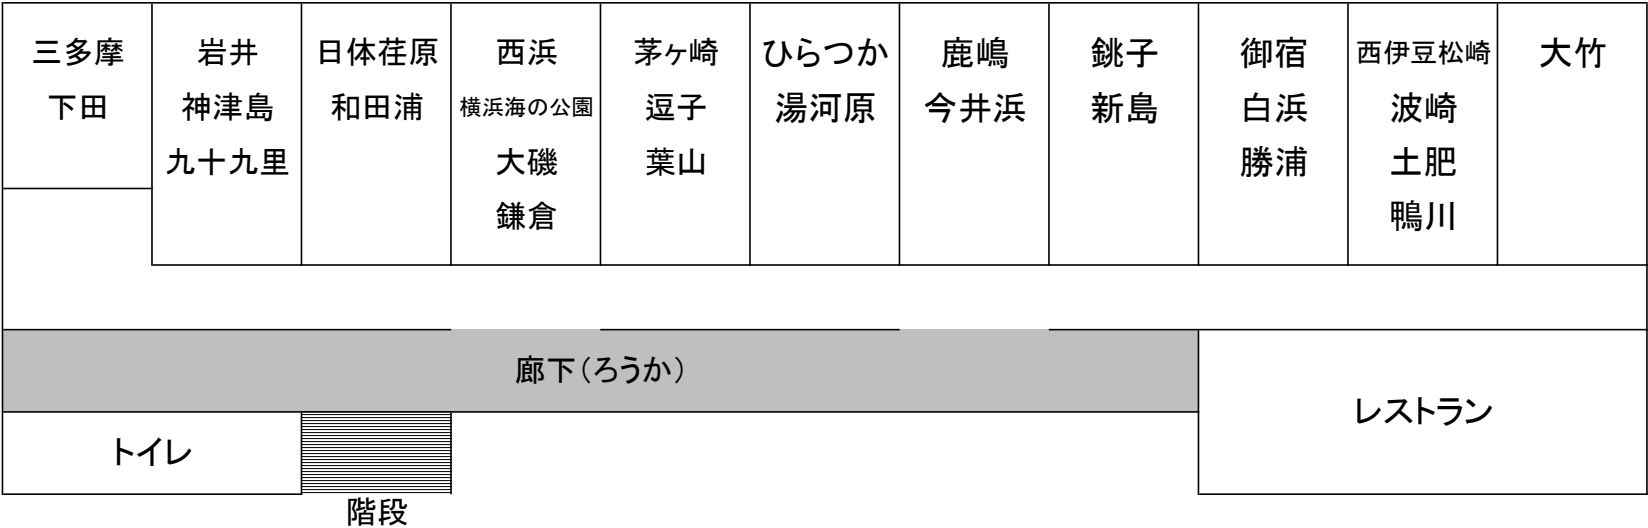 三多摩
下田
岩井
神津島
九十九里
日体荏原
和田浦
西浜
横浜海の公園
大磯
鎌倉
茅ヶ崎
逗子
葉山
ひらつか
湯河原
鹿嶋
今井浜
銚子
新島
御宿
白浜
勝浦
西伊豆松崎
波崎
土肥
鴨川
大竹
廊下（ろうか）
レストラン
トイレ
階段